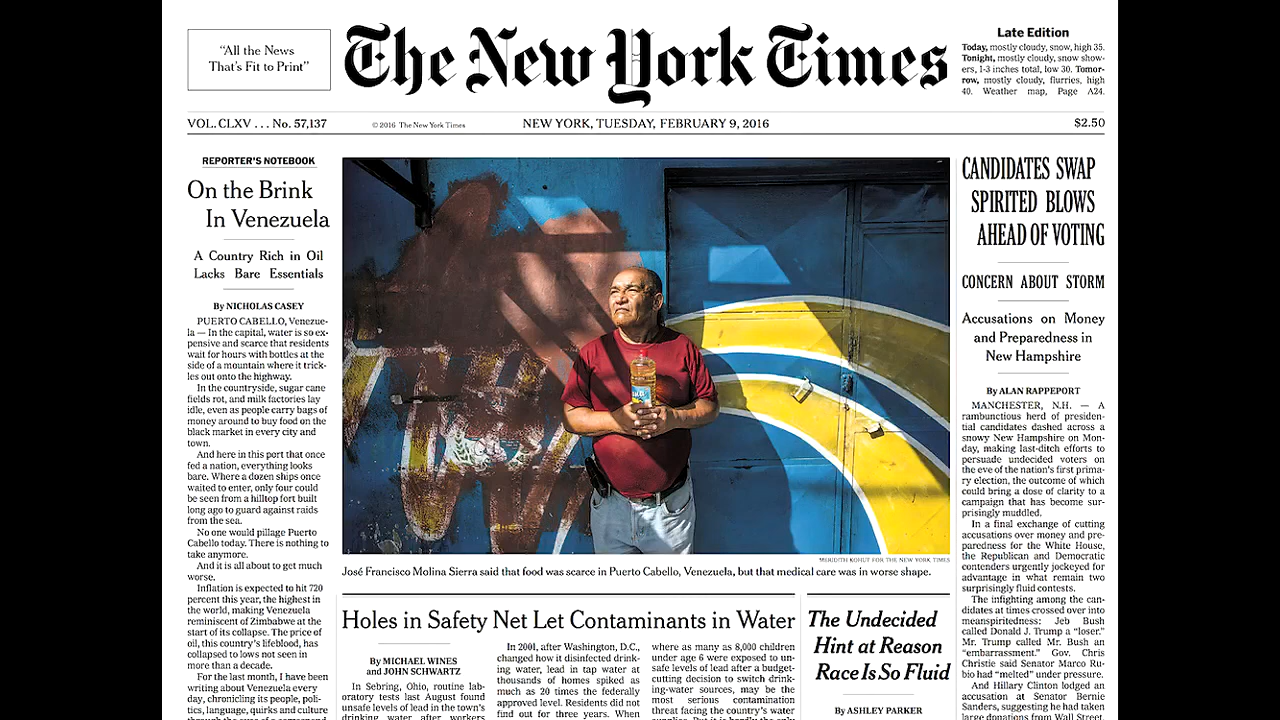 “All the News
That’s Fit to Print”
The New York Times
Late Edition
Today, mostly cloudy, snow, high 35.
Tonight, mostly cloudy, snow show-
ers, 1-3 inches total, low 30. Tomor-
row, mostly cloudy, flurries, high
40. Weather map, Page A24.
VOL. CLXV . . . No. 57,137
© 2016 The New York Times
NEW YORK, TUESDAY, FEBRUARY 9, 2016
$2.50
REPORTER’S NOTEBOOK
On the Brink
In Venezuela
A Country Rich in Oil
Lacks Bare Essentials
By NICHOLAS CASEY
PUERTO CABELLO, Venezue-
la — In the capital, water is so ex-
pensive and scarce that residents
wait for hours with bottles at the
side of a mountain where it trick-
les out onto the highway.
In the countryside, sugar cane
fields rot, and milk factories lay
idle, even as people carry bags of
money around to buy food on the
black market in every city and
town.
And here in this port that once
fed a nation, everything looks
bare. Where a dozen ships once
waited to enter, only four could
be seen from a hilltop fort built
long ago to guard against raids
from the sea.
No one would pillage Puerto
Cabello today. There is nothing to
take anymore.
And it is all about to get much
worse.
Inflation is expected to hit 720
percent this year, the highest in
the world, making Venezuela
reminiscent of Zimbabwe at the
start of its collapse. The price of
oil, this country’s lifeblood, has
collapsed to lows not seen in
more than a decade.
For the last month, I have been
writing about Venezuela every
day, chronicling its people, poli-
tics, language, quirks and culture
through the eyes of a correspond-
MERIDITH KOHUT FOR THE NEW YORK TIMES
José Francisco Molina Sierra said that food was scarce in Puerto Cabello, Venezuela, but that medical care was in worse shape.
Holes in Safety Net Let Contaminants in Water
By MICHAEL WINES
and JOHN SCHWARTZ
In Sebring, Ohio, routine lab-
oratory tests last August found
unsafe levels of lead in the town’s
drinking water after workers
In 2001, after Washington, D.C.,
changed how it disinfected drink-
ing water, lead in tap water at
thousands of homes spiked as
much as 20 times the federally
approved level. Residents did not
find out for three years. When
where as many as 8,000 children
under age 6 were exposed to un-
safe levels of lead after a budget-
cutting decision to switch drink-
ing-water sources, may be the
most serious contamination
threat facing the country’s water
supplies. But it is hardly the only
The Undecided
Hint at Reason
Race Is So Fluid
By ASHLEY PARKER
CANDIDATES SWAP
SPIRITED BLOWS
AHEAD OF VOTING
CONCERN ABOUT STORM
Accusations on Money
and Preparedness in
New Hampshire
By ALAN RAPPEPORT
MANCHESTER, N.H. — A
rambunctious herd of presiden-
tial candidates dashed across a
snowy New Hampshire on Mon-
day, making last-ditch efforts to
persuade undecided voters on
the eve of the nation’s first prima-
ry election, the outcome of which
could bring a dose of clarity to a
campaign that has become sur-
prisingly muddled.
In a final exchange of cutting
accusations over money and pre-
paredness for the White House,
the Republican and Democratic
contenders urgently jockeyed for
advantage in what remain two
surprisingly fluid contests.
The infighting among the can-
didates at times crossed over into
meanspiritedness: Jeb Bush
called Donald J. Trump a “loser.”
Mr. Trump called Mr. Bush an
“embarrassment.” Gov. Chris
Christie said Senator Marco Ru-
bio had “melted” under pressure.
And Hillary Clinton lodged an
accusation at Senator Bernie
Sanders, suggesting he had taken
large donations from Wall Street